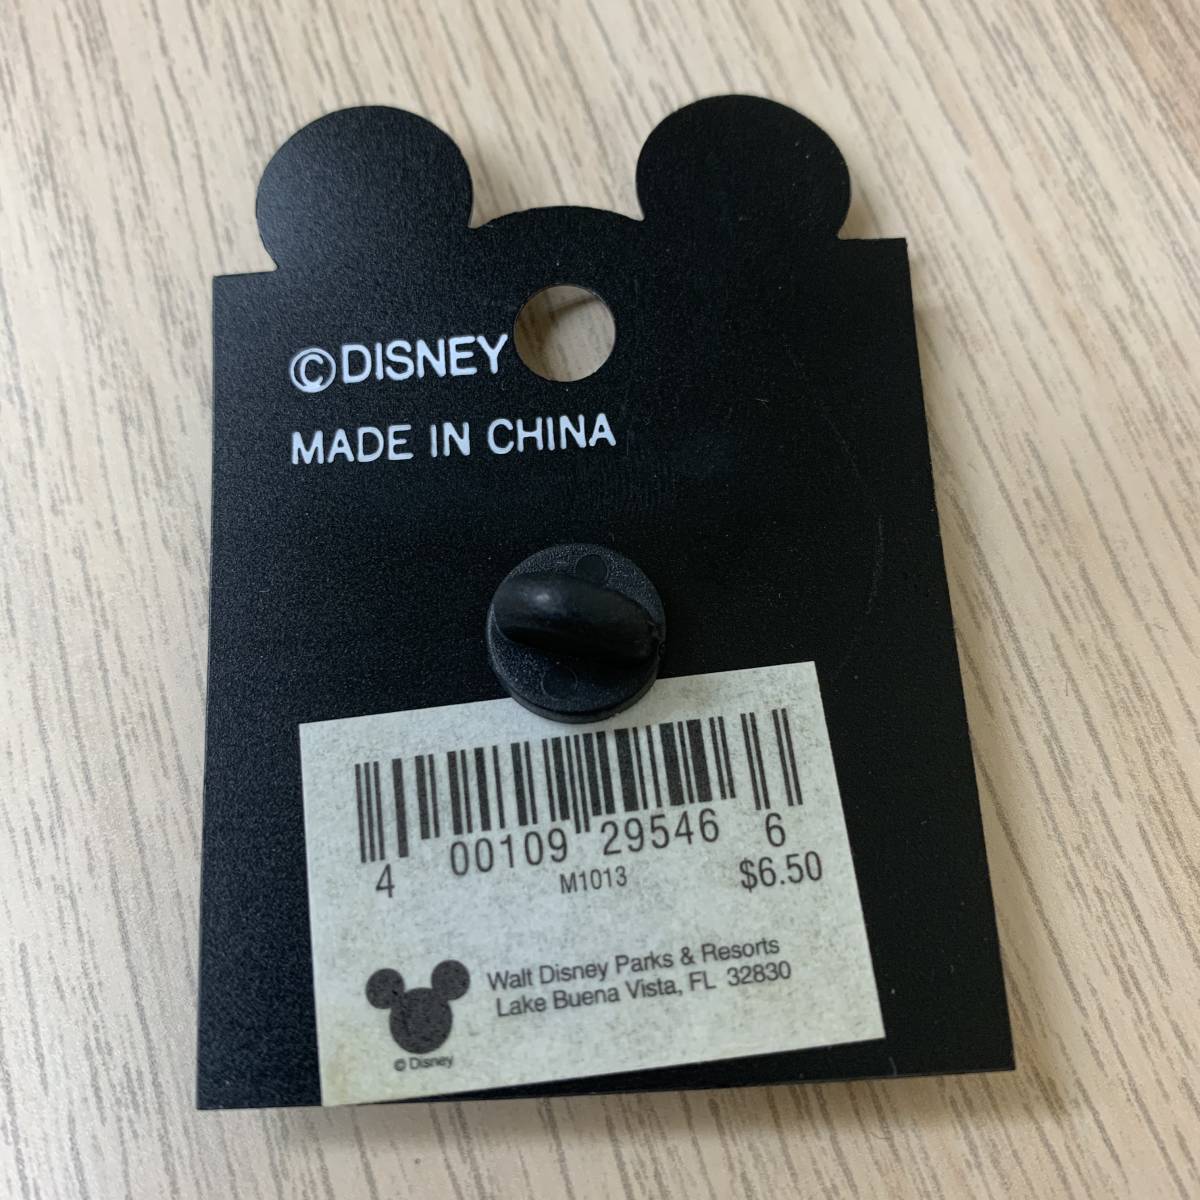 ©DISNEY
MADE IN CHINA
4 00109 29546 6
M1013 $6.50
Walt Disney Parks & Resorts
Lake Buena Vista, FL 32830
© Disney